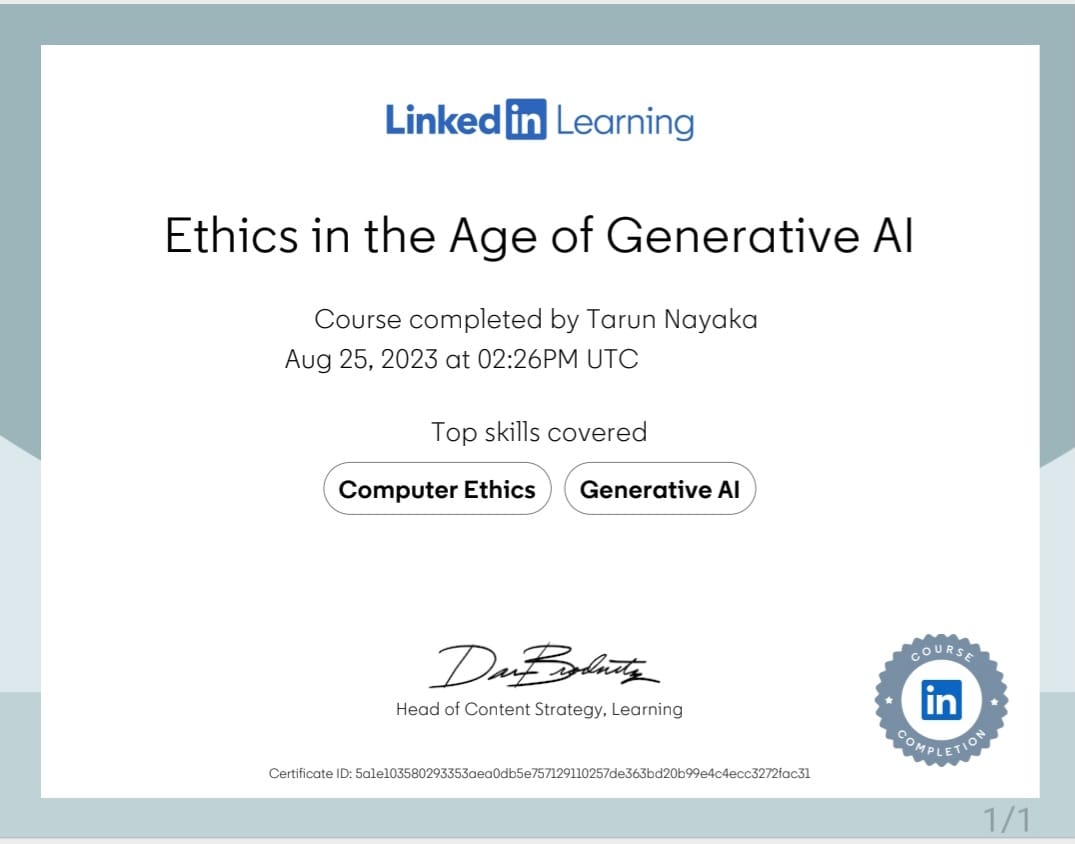 Linked in Learning
Ethics in the Age of Generative AI
Course completed by Tarun Nayaka
Aug 25, 2023 at 02:26PM UTC
Top skills covered
Computer Ethics Generative AI
Dan Brodnitz
Head of Content Strategy, Learning
COURSE
in
COMPLETION
Certificate ID: 5a1e103580293353aea0db5e757129110257de363bd20b99e4c4ecc3272fac31
1/1